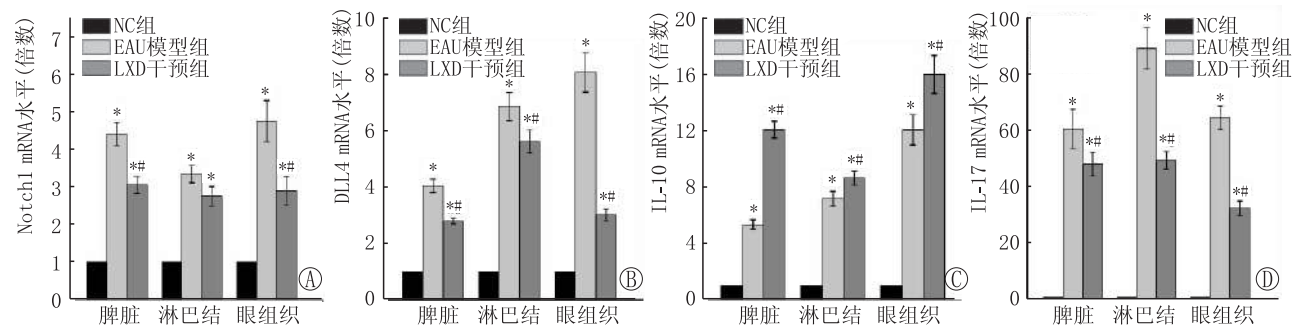 Notch1 mRNA水平(倍数)
7
6
5
4
3
2
1
0
NC组
EAU模型组
LXD干预组
* *# * * * *#
脾脏 淋巴结 眼组织
A
DLL4 mRNA水平(倍数)
10
8
6
4
2
0
NC组
EAU模型组
LXD干预组
* *# * *# * *#
脾脏 淋巴结 眼组织
B
IL-10 mRNA水平(倍数)
20
16
12
8
4
0
NC组
EAU模型组
LXD干预组
* *# * *# * *#
脾脏 淋巴结 眼组织
C
IL-17 mRNA水平(倍数)
100
80
60
40
20
0
NC组
EAU模型组
LXD干预组
* *# * *# * *#
脾脏 淋巴结 眼组织
D